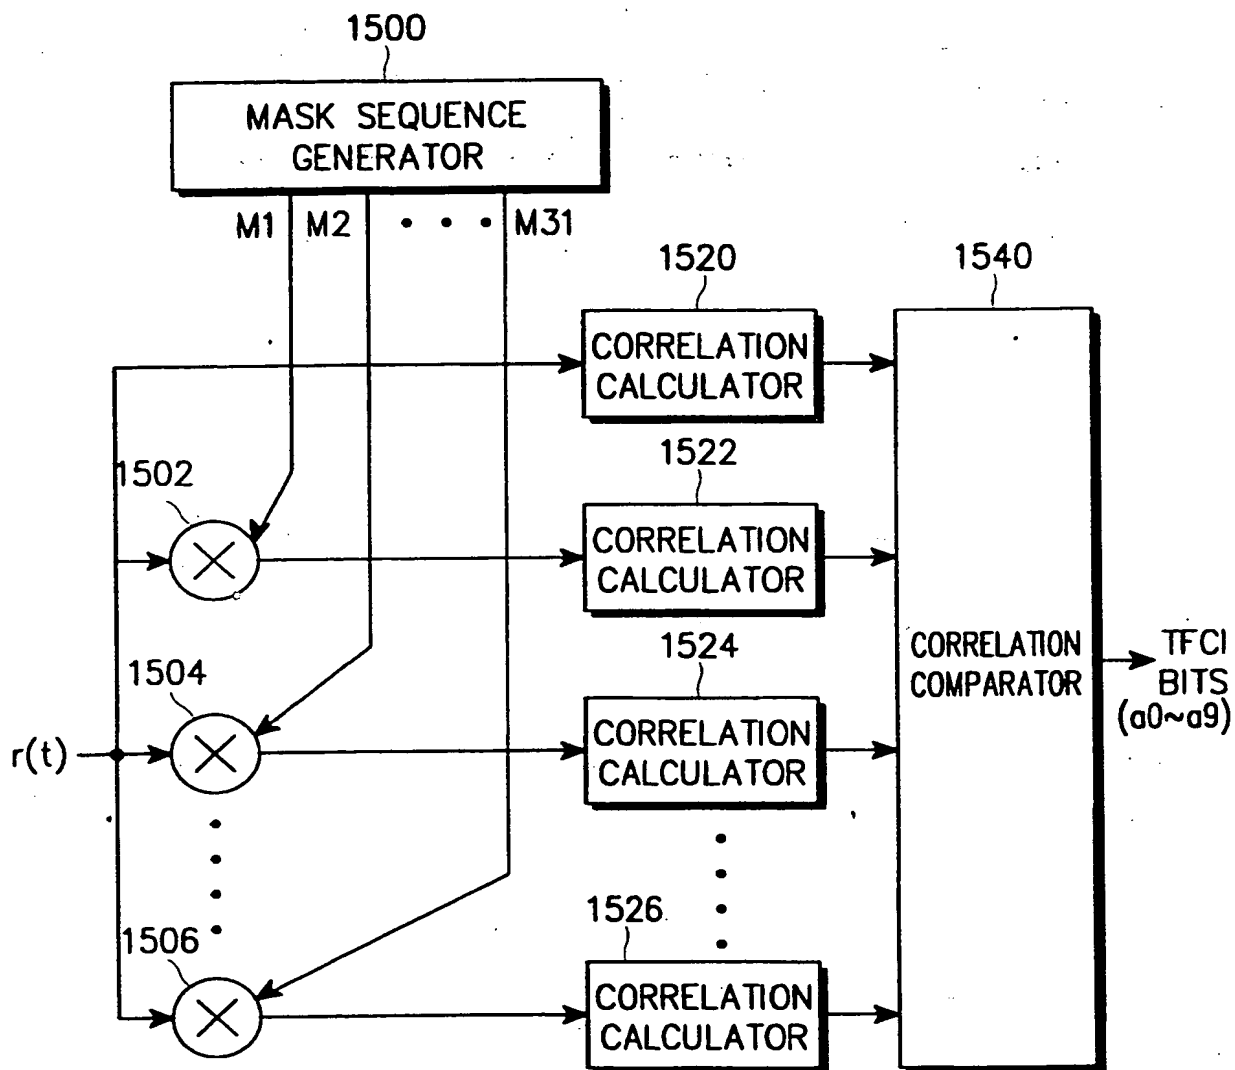 1500
MASK SEQUENCE
GENERATOR
M1 M2 M31
1520
1540
CORRELATION
CALCULATOR
1522
1502
CORRELATION
CALCULATOR
1524
1504
CORRELATION
COMPARATOR
TFCI
BITS
(a0~a9)
CORRELATION
CALCULATOR
r(t)
1526
1506
CORRELATION
CALCULATOR